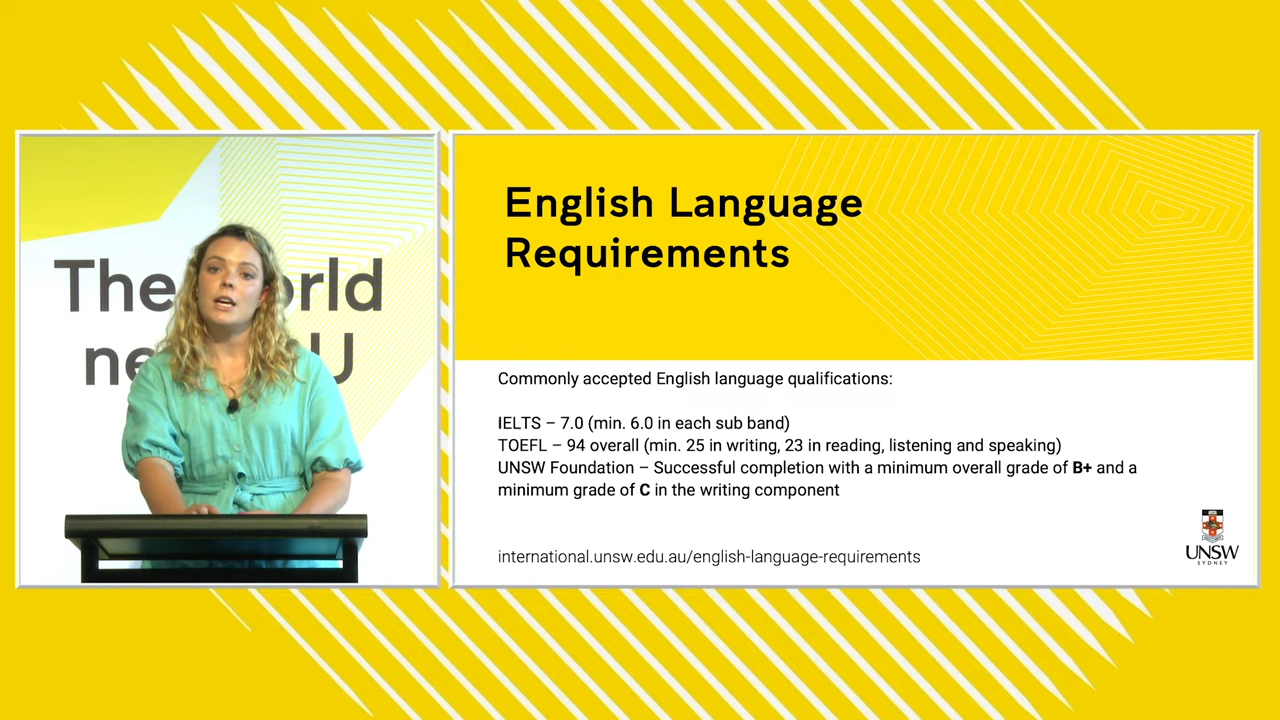 The orld
ne U
English Language
Requirements
Commonly accepted English language qualifications:
IELTS – 7.0 (min. 6.0 in each sub band)
TOEFL – 94 overall (min. 25 in writing, 23 in reading, listening and speaking)
UNSW Foundation – Successful completion with a minimum overall grade of B+ and a
minimum grade of C in the writing component
international.unsw.edu.au/english-language-requirements
UNSW
SYDNEY